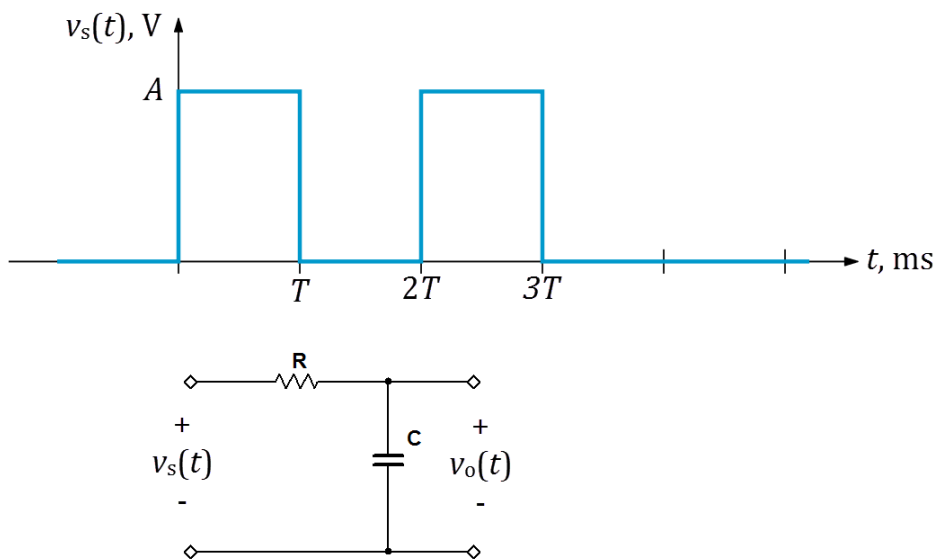 vs(t), V
A
T 2T 3T t, ms
R
+ C +
vs(t) vo(t)
- -